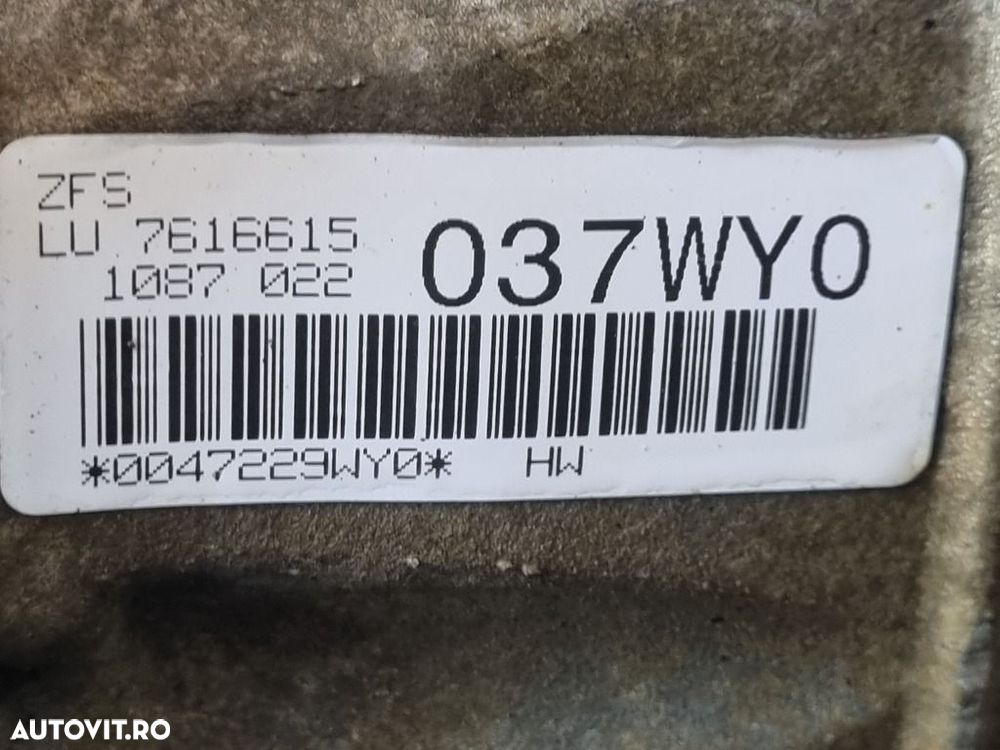 ZFS
LU 7616615
1087 022
037WY0
*0047229WY0* HW
AUTOVIT.RO